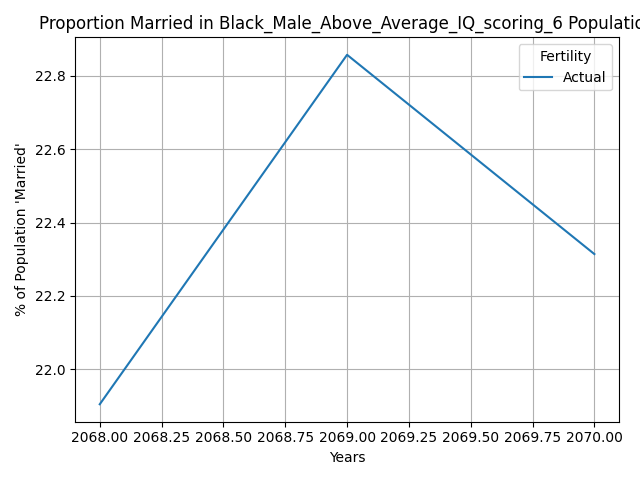 Proportion Married in Black_Male_Above_Average_IQ_scoring_6 Populatio
Fertility
Actual
% of Population 'Married'
22.8
22.6
22.4
22.2
22.0
2068.00 2068.25 2068.50 2068.75 2069.00 2069.25 2069.50 2069.75 2070.00
Years